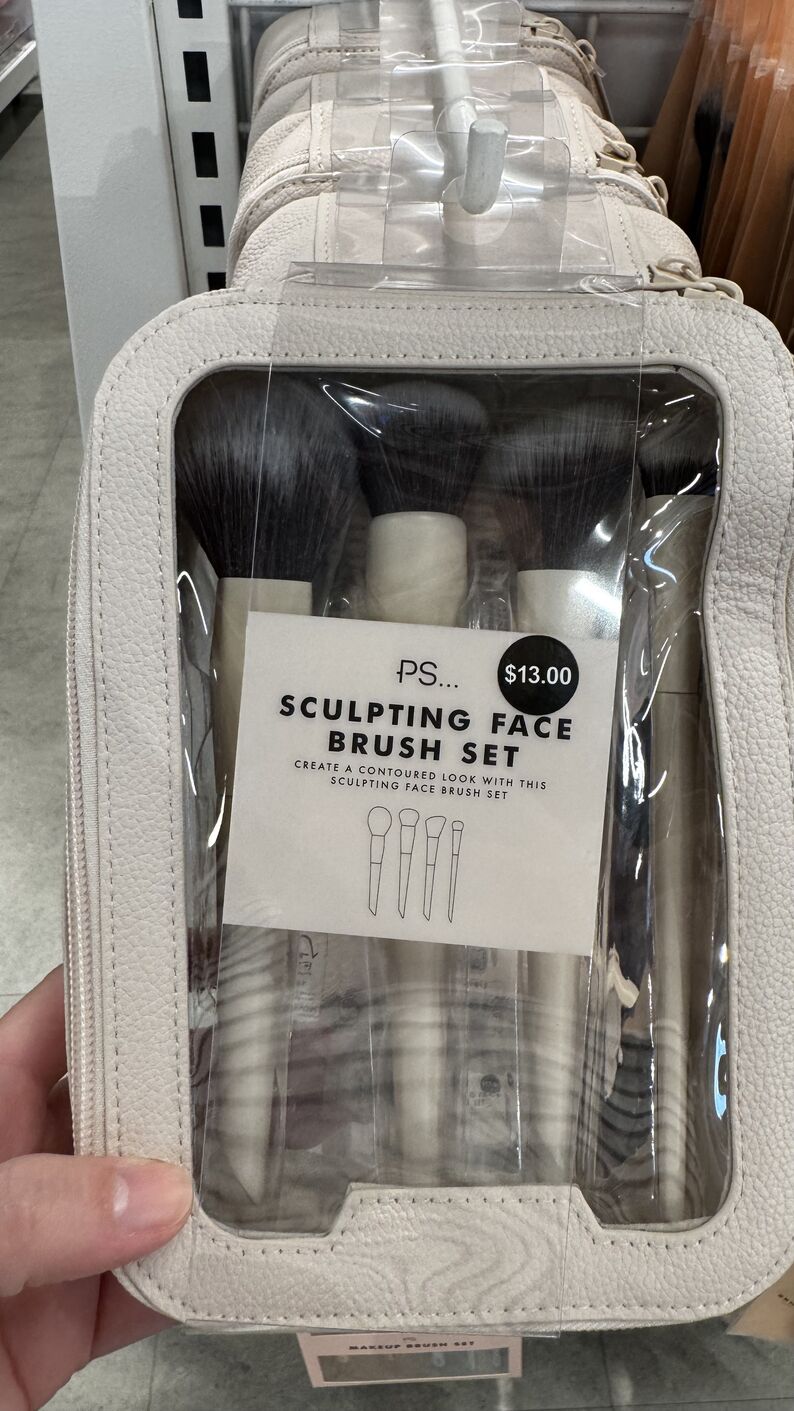 PS...
$13.00
SCULPTING FACE
BRUSH SET
CREATE A CONTOURED LOOK WITH THIS
SCULPTING FACE BRUSH SET
MAKEUP BRUSH SET